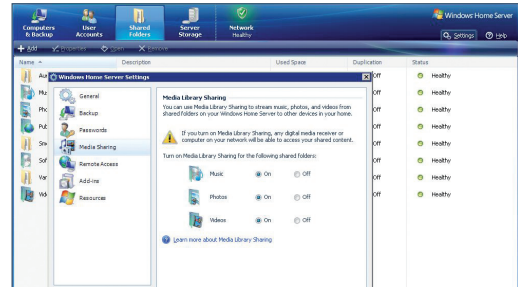 Windows Home Server
Computers & Backup
User Accounts
Shared Folders
Server Storage
Network
Healthy
Settings
Help
Add
Properties
Open
Remove
Name
Description
Used Space
Duplication
Status
Off Healthy
Windows Home Server Settings
General
Backup
Passwords
Media Sharing
Remote Access
Add-ins
Resources
Media Library Sharing
You can use Media Library Sharing to stream music, photos, and videos from
shared folders on your Windows Home Server to other devices in your home.
If you turn on Media Library Sharing, any digital media receiver or
computer on your network will be able to access your shared content.
Turn on Media Library Sharing for the following shared folders:
Music On Off
Photos On Off
Videos On Off
Learn more about Media Library Sharing
Off Healthy
Off Healthy
Off Healthy
Off Healthy
Off Healthy
Off Healthy
Off Healthy